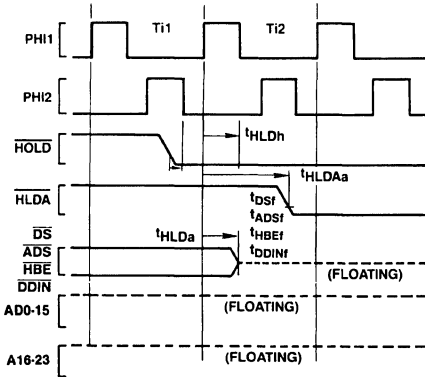 PHI1 Ti1 Ti2
PHI2
HOLD tHLDh
tHLDAa
HLDA tDSf
tADSf
DS tHLDa tHBEf
ADS tDDINf
HBE (FLOATING)
DDIN
AD0-15 (FLOATING)
A16-23 (FLOATING)